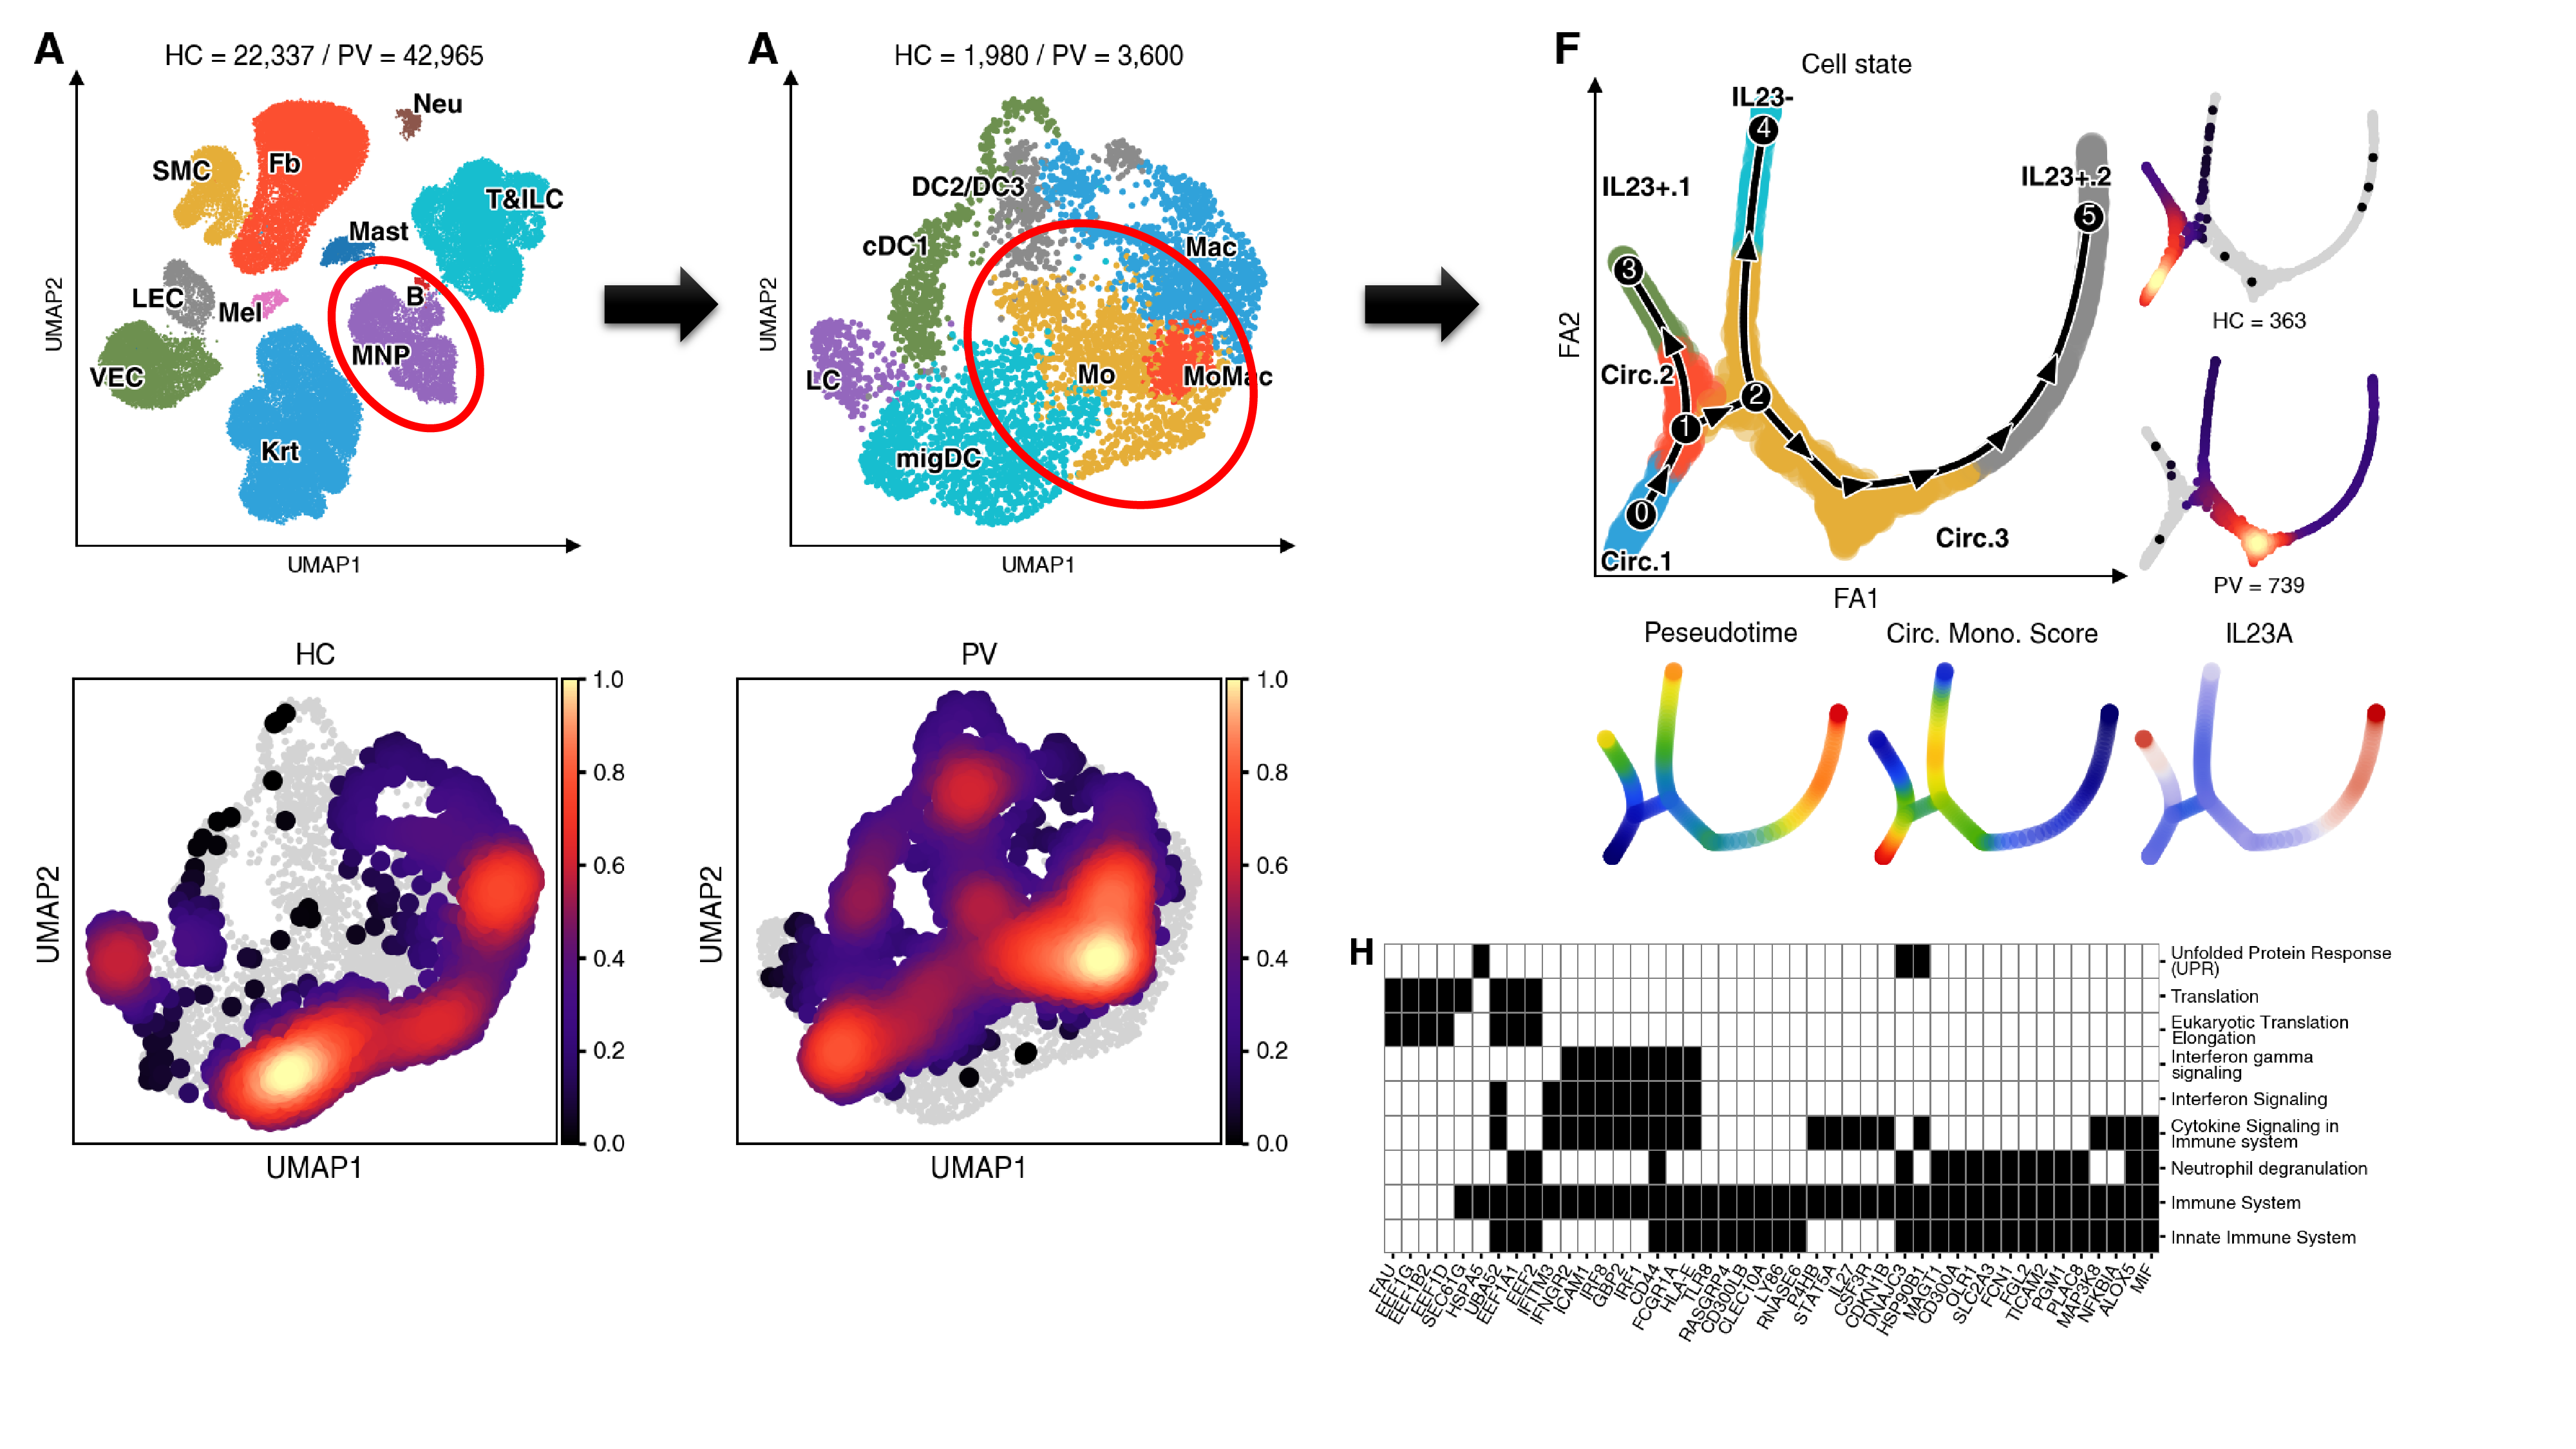 A
HC = 22,337 / PV = 42,965
Neu
SMC
Fb
T&ILC
Mast
LEC
Mel
B
MNP
VEC
Krt
UMAP2
UMAP1
A
HC = 1,980 / PV = 3,600
DC2/DC3
cDC1
Mac
LC
Mo
MoMac
migDC
UMAP2
UMAP1
F
Cell state
IL23-
4
IL23+.1
IL23+.2
5
3
Circ.2
2
1
0
Circ.3
Circ.1
FA2
FA1
HC = 363
PV = 739
HC
1.0
0.8
0.6
0.4
0.2
0.0
UMAP2
UMAP1
PV
1.0
0.8
0.6
0.4
0.2
0.0
UMAP2
UMAP1
Peseudotime
Circ. Mono. Score
IL23A
H
Unfolded Protein Response
(UPR)
Translation
Eukaryotic Translation
Elongation
Interferon gamma
signaling
Interferon Signaling
Cytokine Signaling in
Immune system
Neutrophil degranulation
Immune System
Innate Immune System
FAU
EEF1G
EEF1B2
EEF1D
SEC61G
HSPA5
UBA52
EEF1A1
EEF2
IFITM3
IFNGR2
ICAM1
IRF8
GBP2
IRF1
CD44
FCGR1A
HLA-E
TLR8
RASGRP4
CD300LB
CLEC10A
LY86
RNASE6
P4HB
STAT5A
IL27
CSF3R
CDKN1B
DNAJC3
HSP90B1
MAGT1
CD300A
OLR1
SLC2A3
FCN1
FGL2
TICAM2
PGM1
PLAC8
MAP3K8
NFKBIA
ALOX5
MIF